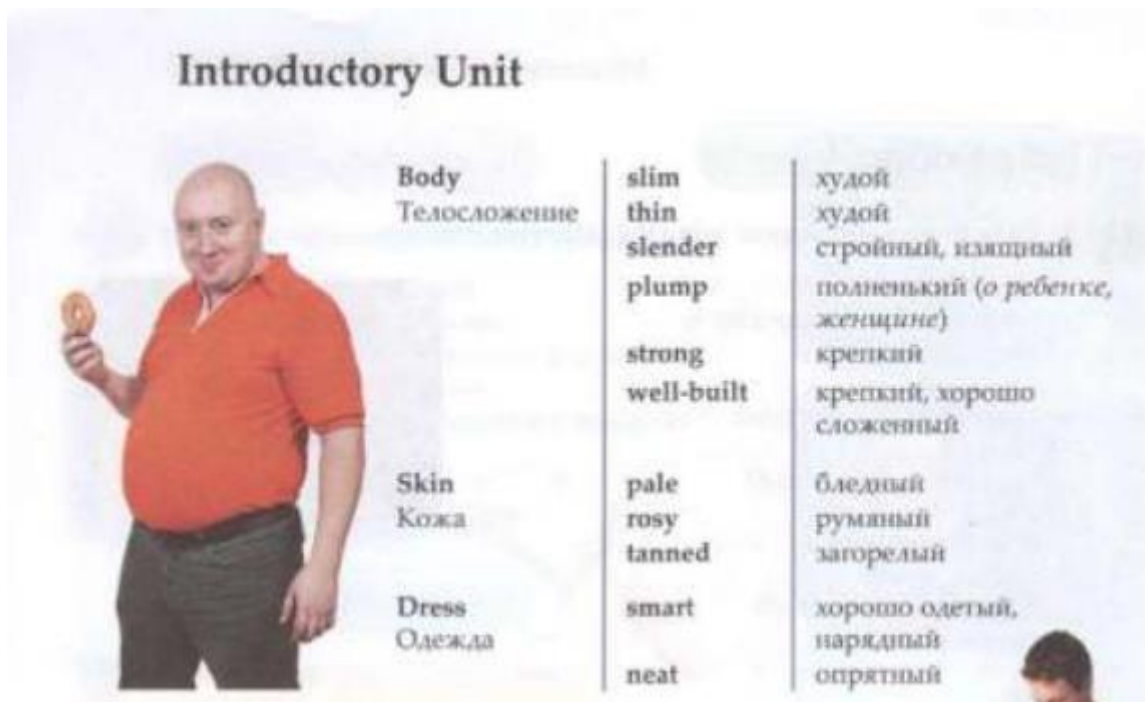 Introductory Unit
Body slim худой
Телосложение thin худой
slender стройный, изящный
plump полненький (о ребенке,
женщине)
strong крепкий
well-built крепкий, хорошо
сложенный
Skin pale бледный
Кожа rosy румяный
tanned загорелый
Dress smart хорошо одетый,
Одежда нарядный
neat опрятный